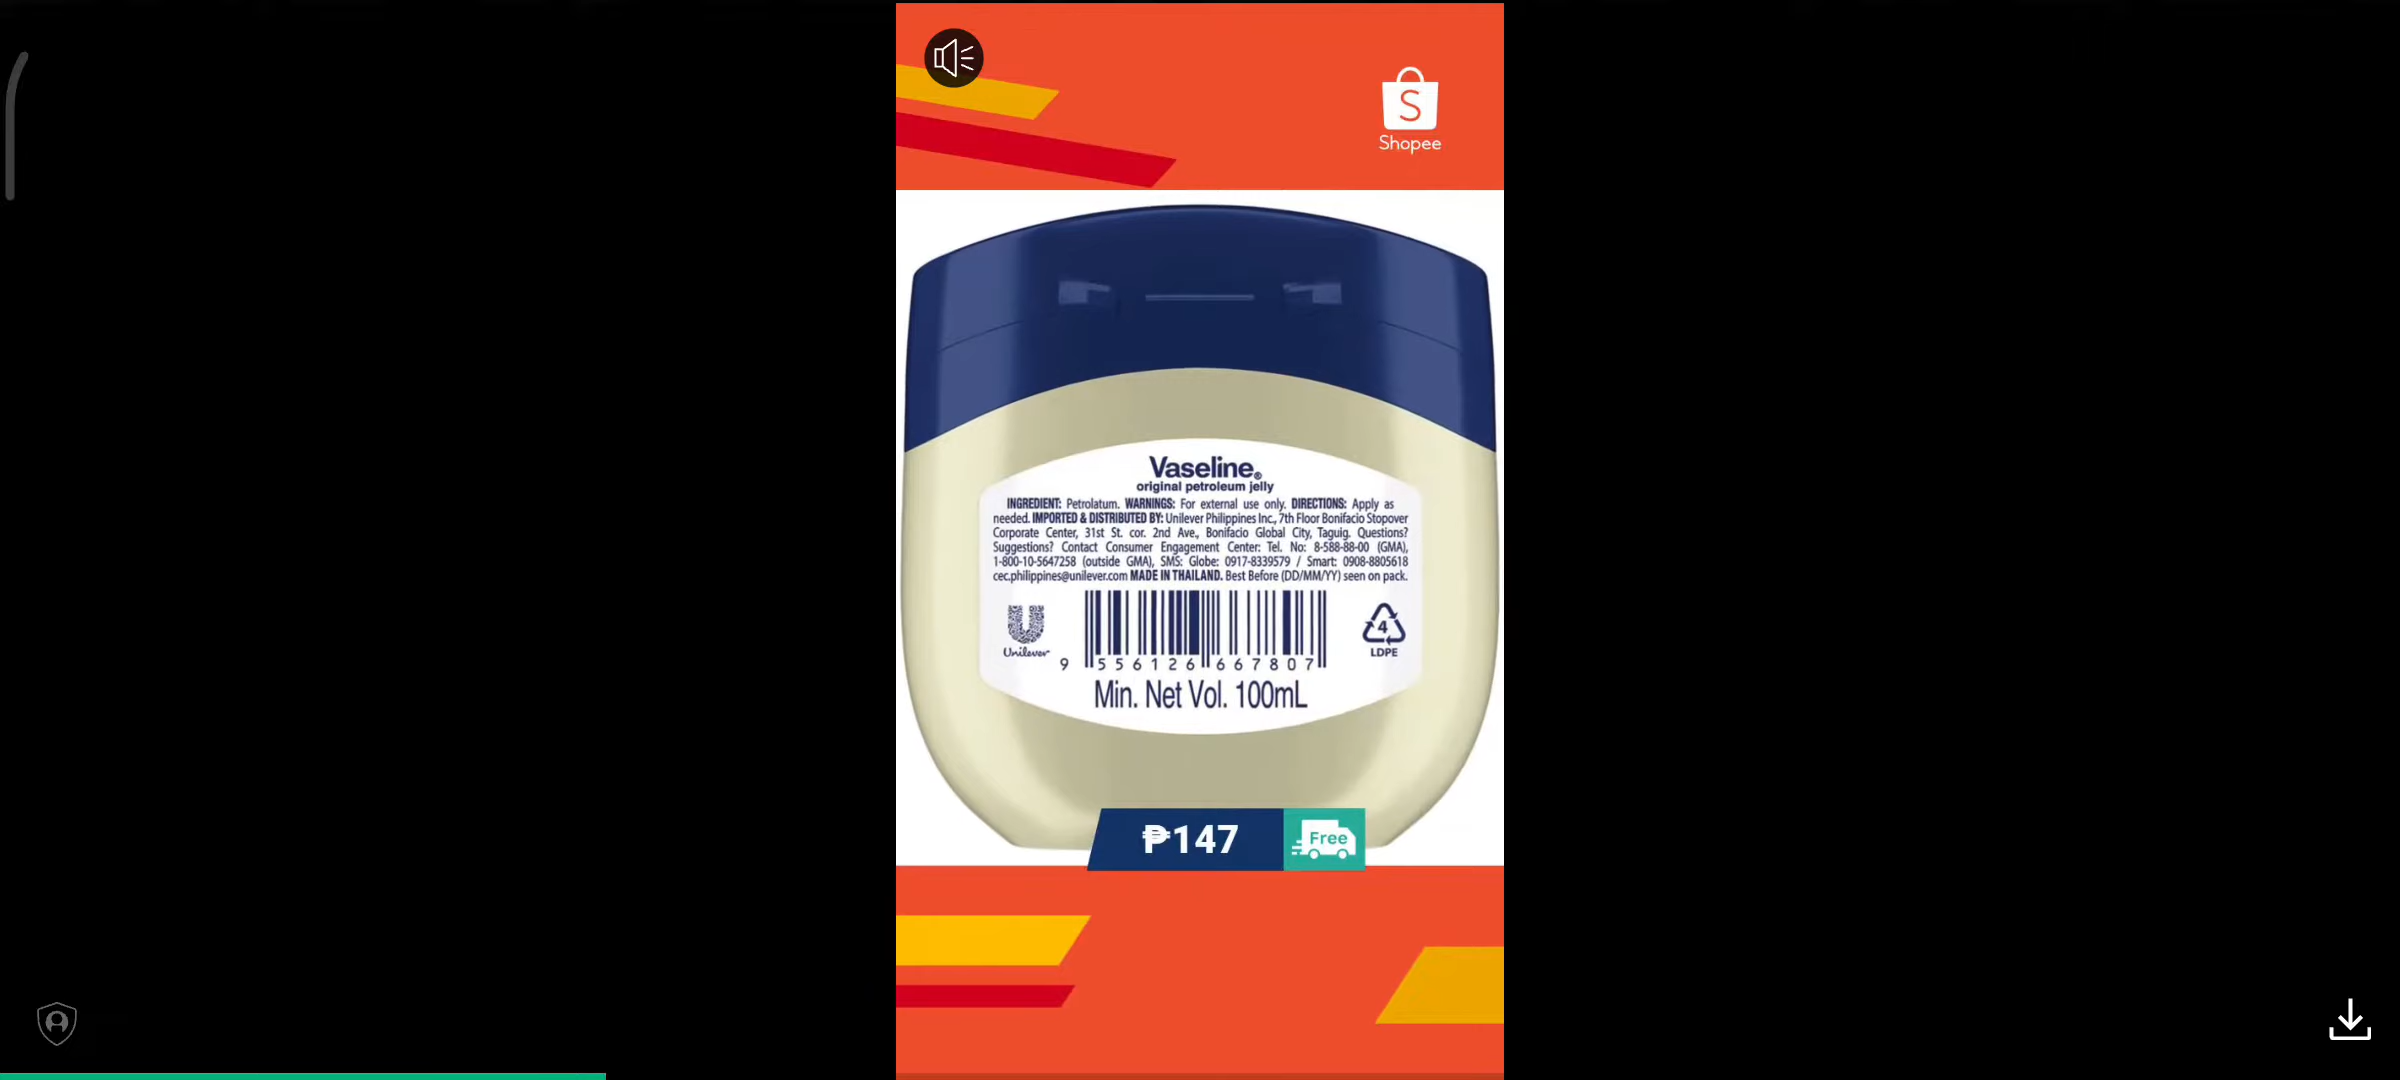 S
Shopee
Vaseline®
original petroleum jelly
INGREDIENT: Petrolatum. WARNINGS: For external use only. DIRECTIONS: Apply as
needed. IMPORTED & DISTRIBUTED BY: Unilever Philippines Inc., 7th Floor Bonifacio Stopover
Corporate Center, 31st St. cor. 2nd Ave., Bonifacio Global City, Taguig. Questions?
Suggestions? Contact Consumer Engagement Center: Tel. No: 8-588-88-00 (GMA),
1-800-10-5647258 (outside GMA), SMS: Globe: 0917-8339579 / Smart: 0908-8805618
cec.philippines@unilever.com MADE IN THAILAND. Best Before (DD/MM/YY) seen on pack.
Unilever
9 556126 667807
4
LDPE
Min. Net Vol. 100mL
₱147
Free